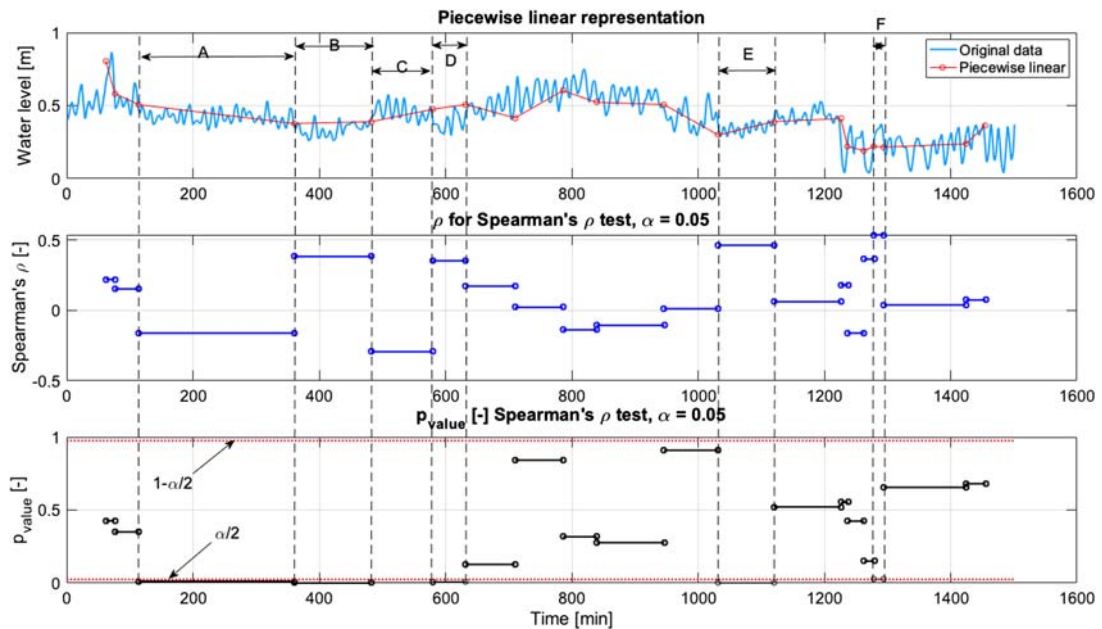 Piecewise linear representation
Water level [m]
1
0.5
0
A
B
C
D
E
F
Original data
Piecewise linear
0 200 400 600 800 1000 1200 1400 1600
ρ for Spearman's ρ test, α = 0.05
Spearman's ρ [-]
0.5
0
-0.5
0 200 400 600 800 1000 1200 1400 1600
p_value [-] Spearman's ρ test, α = 0.05
p_value [-]
1
0.5
0
1-α/2
α/2
0 200 400 600 800 1000 1200 1400 1600
Time [min]